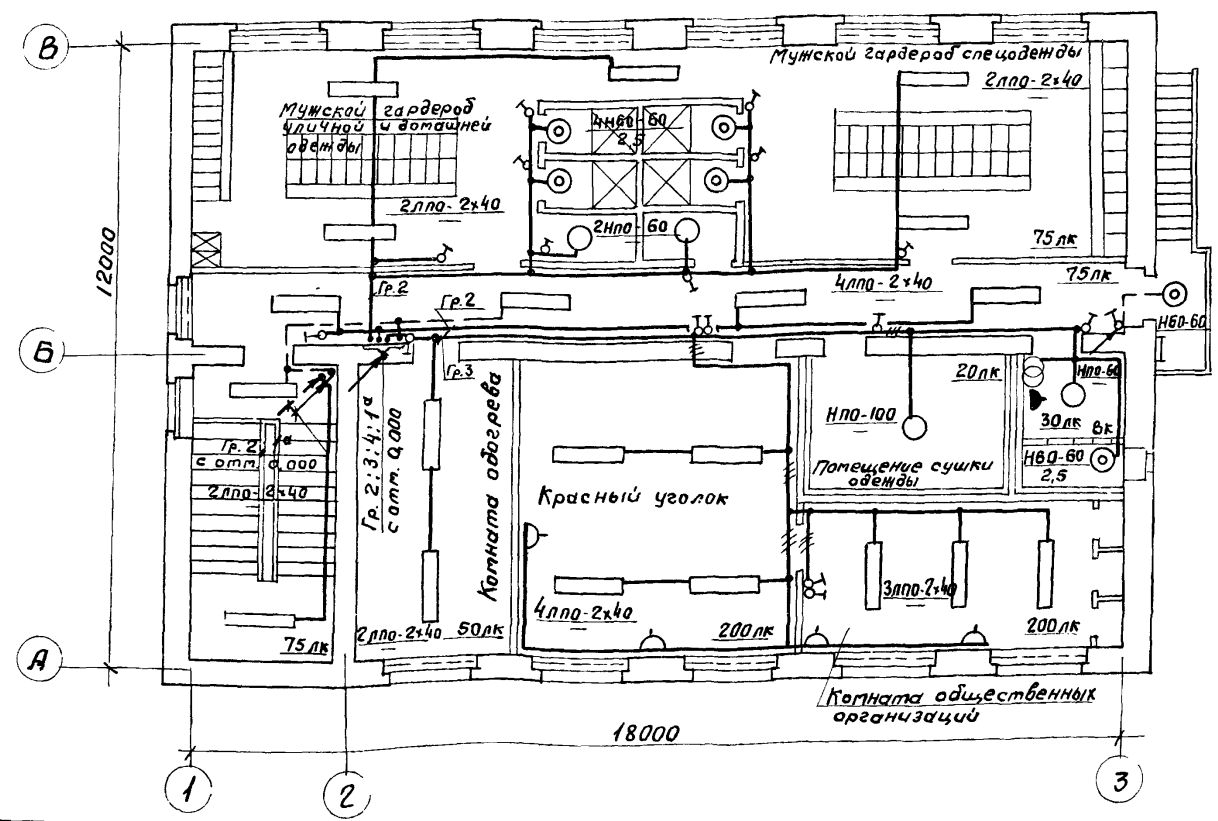 В
Мужской гардероб спецодежды
2лпо-2х40
Мужской гардероб
уличной и домашней
одежды
4Н60-60
2,5
2лпо-2х40
2Нпо-60
75лк
12000
Гр.2
Гр.2
4лпо-2х40
75лк
Н60-60
Б
Гр.3
20лк
Нпо-60
Нпо-100
30лк
Вк
Гр. 2; 3; 4; 1а
с отм. 0,000
Комната обогрева
Гр.2; а
с отм. 0,000
2лпо-2х40
Красный уголок
Помещение сушки
одежды
Н60-60
2,5
4лпо-2х40
3лпо-2х40
75лк
2лпо-2х40
50лк
200лк
200лк
А
Комната общественных
организаций
18000
1
2
3